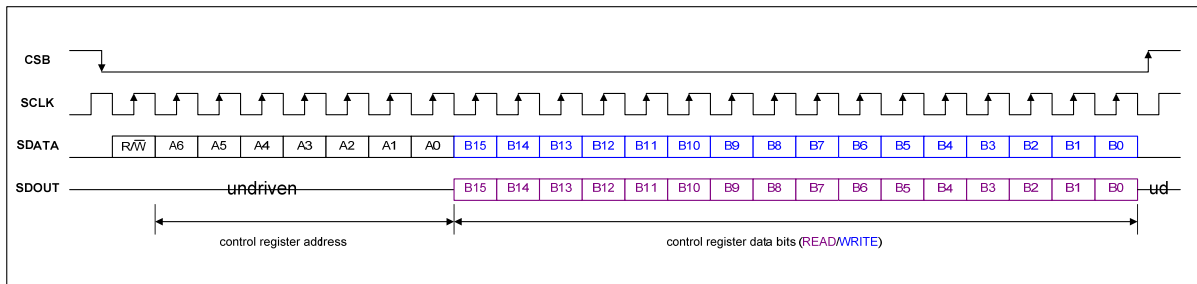 CSB
SCLK
SDATA R/W̅ A6 A5 A4 A3 A2 A1 A0 B15 B14 B13 B12 B11 B10 B9 B8 B7 B6 B5 B4 B3 B2 B1 B0
SDOUT undriven B15 B14 B13 B12 B11 B10 B9 B8 B7 B6 B5 B4 B3 B2 B1 B0 ud
control register address control register data bits (READ/WRITE)